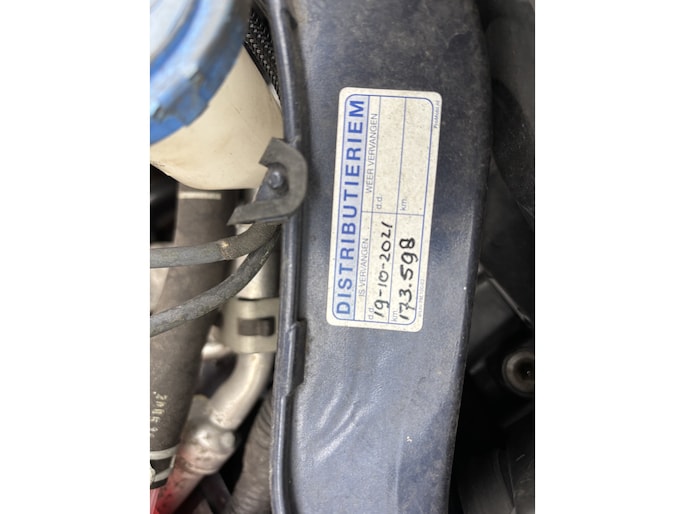 DISTRIBUTIERIEM
IS VERVANGEN
WEER VERVANGEN
d.d. 19-10-2021
d.d.
km. 173.598
km.